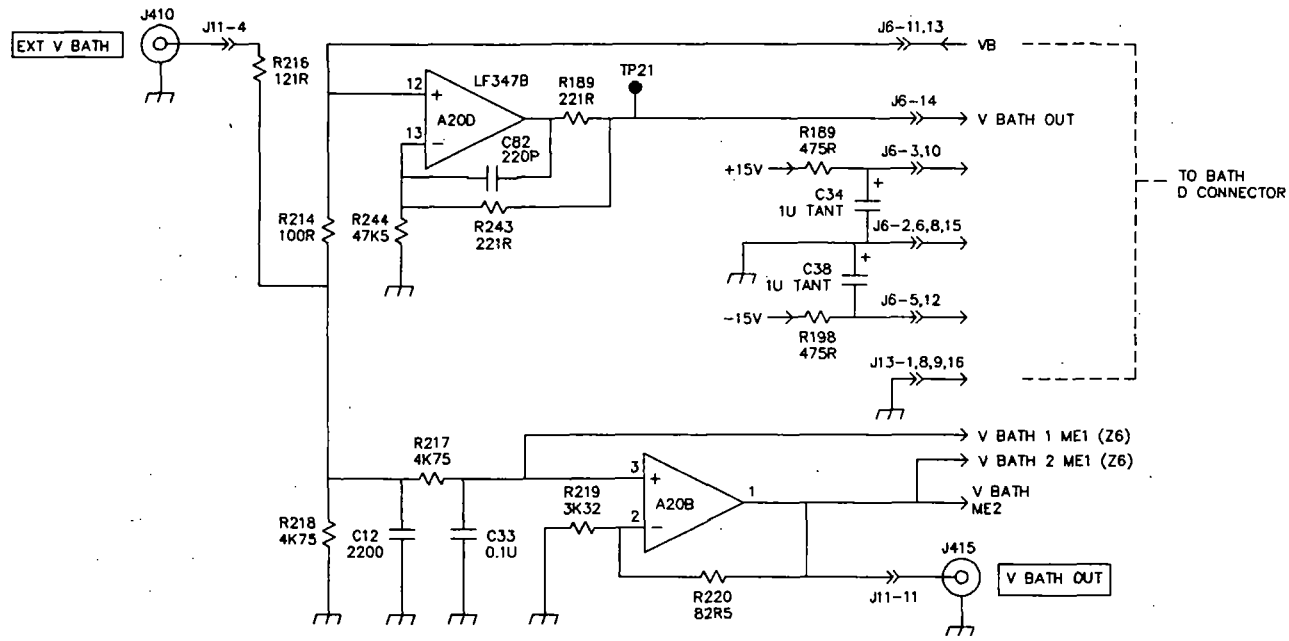 J410
J11-4
EXT V BATH
R216
121R
J6-11,13
VB
LF347B
12
+
A20D
13
−
R189
221R
TP21
J6-14
V BATH OUT
C82
220P
R189
475R
J6-3,10
+15V
+
C34
1U TANT
TO BATH
D CONNECTOR
R214
100R
R244
47K5
R243
221R
J6-2,6,8,15
+
C38
1U TANT
J6-5,12
−15V
R198
475R
J13-1,8,9,16
R217
4K75
V BATH 1 ME1 (Z6)
V BATH 2 ME1 (Z6)
3
+
A20B
1
2
−
R219
3K32
V BATH
ME2
R218
4K75
C12
2200
C33
0.1U
R220
82R5
J11-11
J415
V BATH OUT